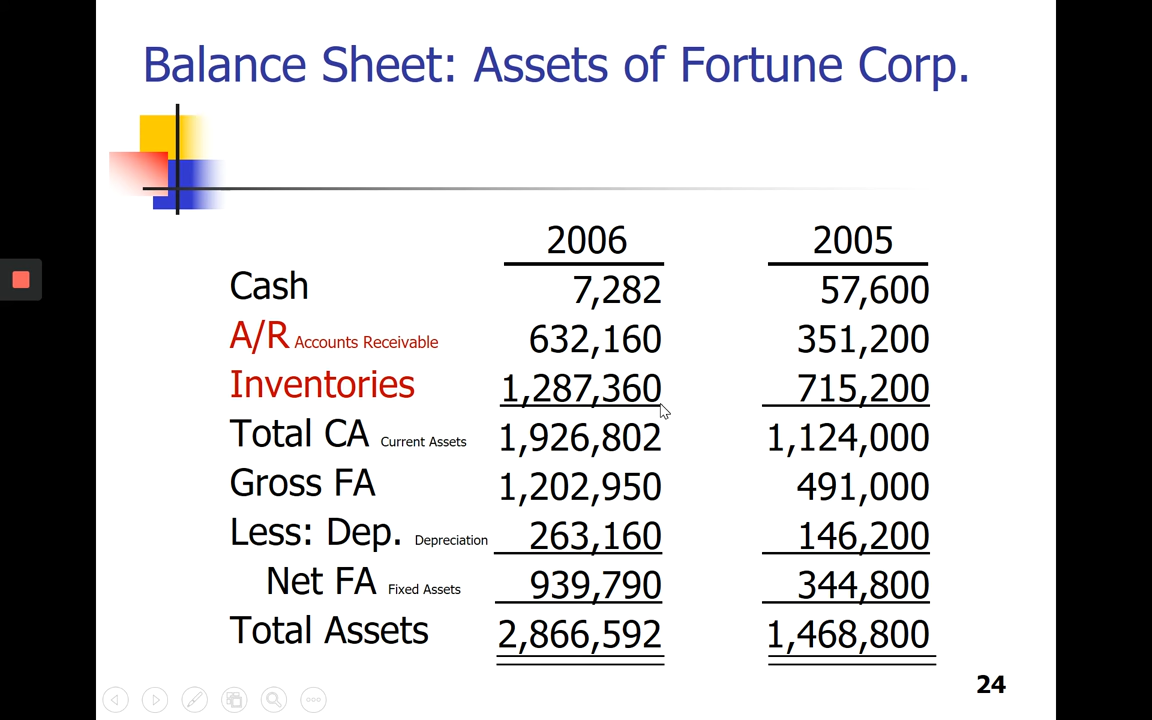 Balance Sheet: Assets of Fortune Corp.
2006 2005
Cash 7,282 57,600
A/R Accounts Receivable 632,160 351,200
Inventories 1,287,360 715,200
Total CA Current Assets 1,926,802 1,124,000
Gross FA 1,202,950 491,000
Less: Dep. Depreciation 263,160 146,200
Net FA Fixed Assets 939,790 344,800
Total Assets 2,866,592 1,468,800
24